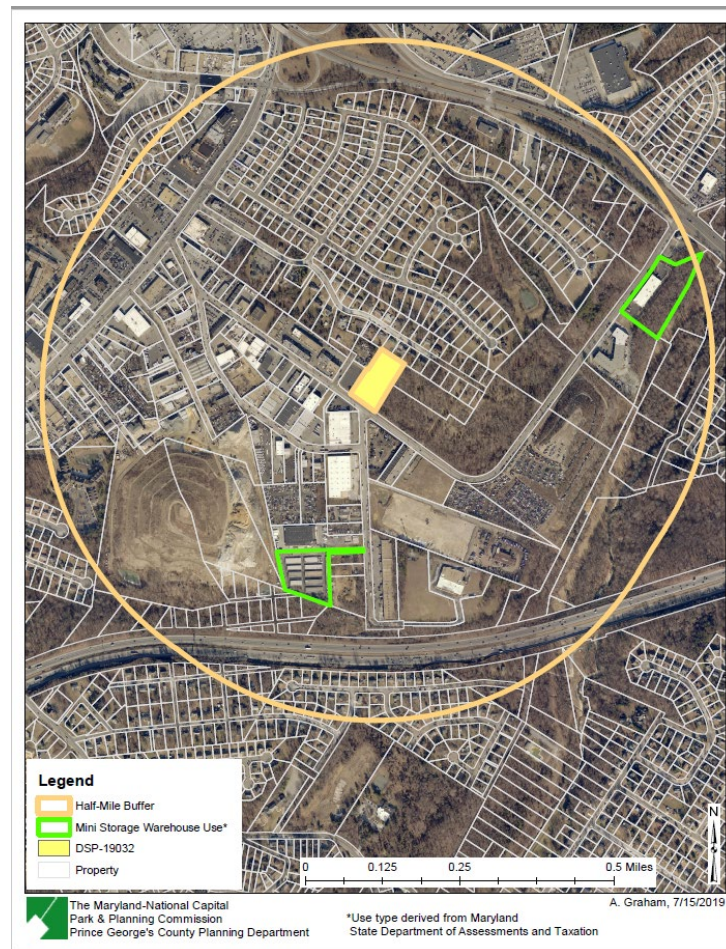 Legend
Half-Mile Buffer
Mini Storage Warehouse Use*
DSP-19032
Property
N
0 0.125 0.25 0.5 Miles
A. Graham, 7/15/2019
The Maryland-National Capital
Park & Planning Commission
Prince George's County Planning Department
*Use type derived from Maryland
State Department of Assessments and Taxation